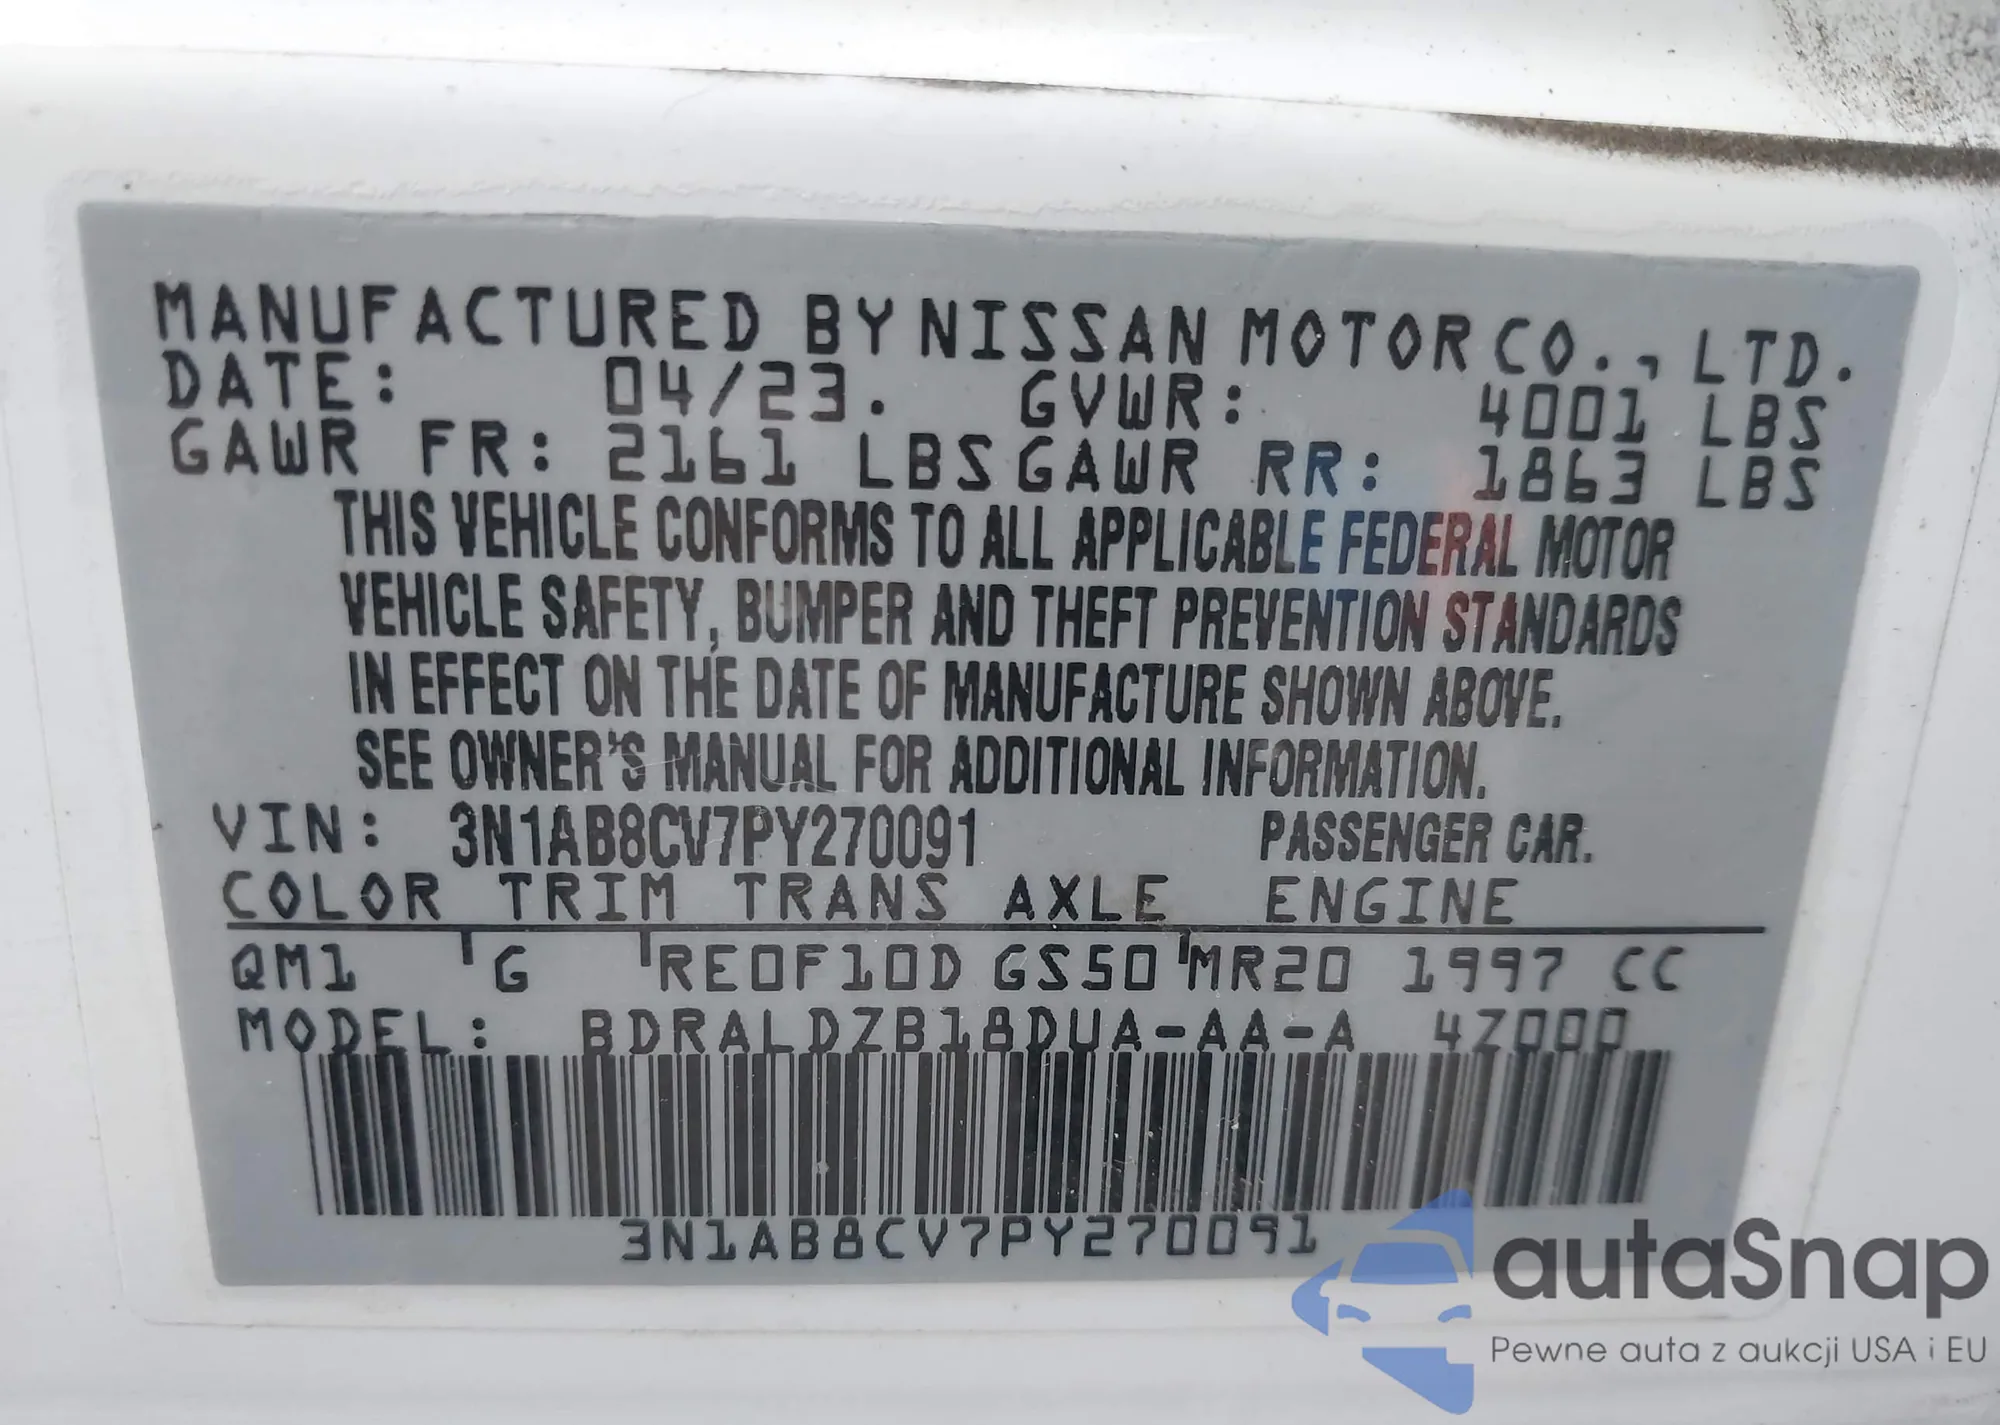 MANUFACTURED BY NISSAN MOTOR CO., LTD.
DATE: 04/23. GVWR: 4001 LBS
GAWR FR: 2161 LBS GAWR RR: 1863 LBS
THIS VEHICLE CONFORMS TO ALL APPLICABLE FEDERAL MOTOR
VEHICLE SAFETY, BUMPER AND THEFT PREVENTION STANDARDS
IN EFFECT ON THE DATE OF MANUFACTURE SHOWN ABOVE.
SEE OWNER'S MANUAL FOR ADDITIONAL INFORMATION.
VIN: 3N1AB8CV7PY270091 PASSENGER CAR.
COLOR TRIM TRANS AXLE ENGINE
QM1 G RE0F10D GS50 MR20 1997 CC
MODEL: BDRALDZB18DUA-AA-A 4Z000
3N1AB8CV7PY270091
autaSnap
Pewne auta z aukcji USA i EU